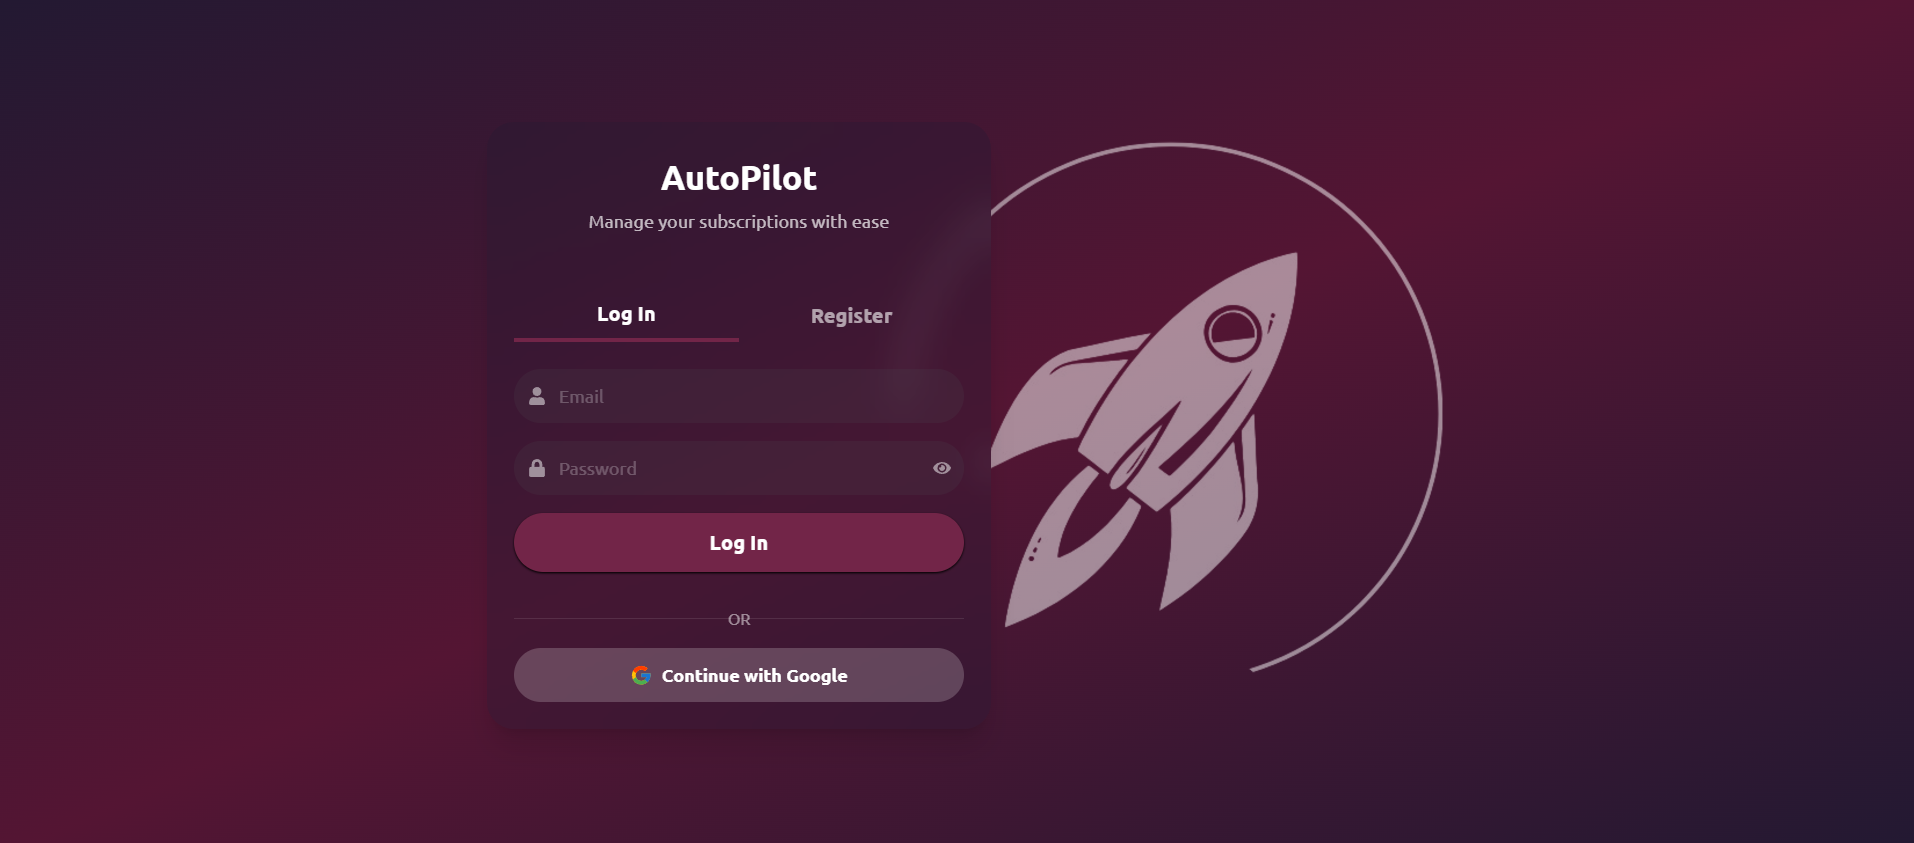 AutoPilot
Manage your subscriptions with ease
Log In
Register
Email
Password
Log In
OR
Continue with Google